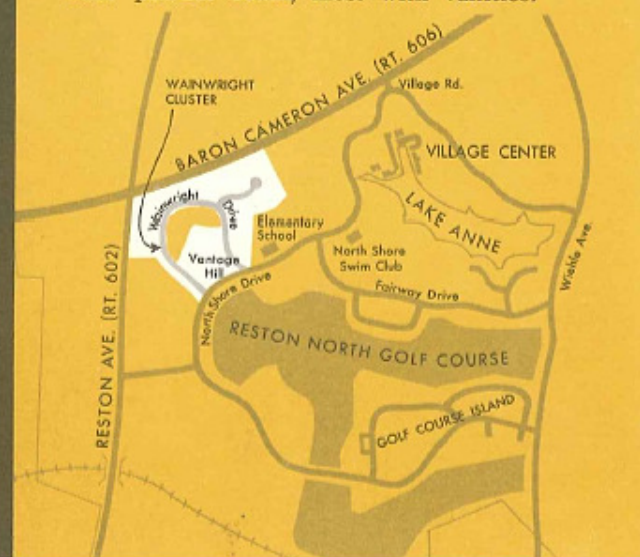 WAINWRIGHT
CLUSTER
BARON CAMERON AVE. (RT. 606)
Village Rd.
VILLAGE CENTER
Wainwright
Drive
Elementary
School
LAKE ANNE
Vantage
Hill
North Shore
Swim Club
Wiehle Ave.
North Shore Drive
Fairway Drive
RESTON AVE. (RT. 602)
RESTON NORTH GOLF COURSE
GOLF COURSE ISLAND